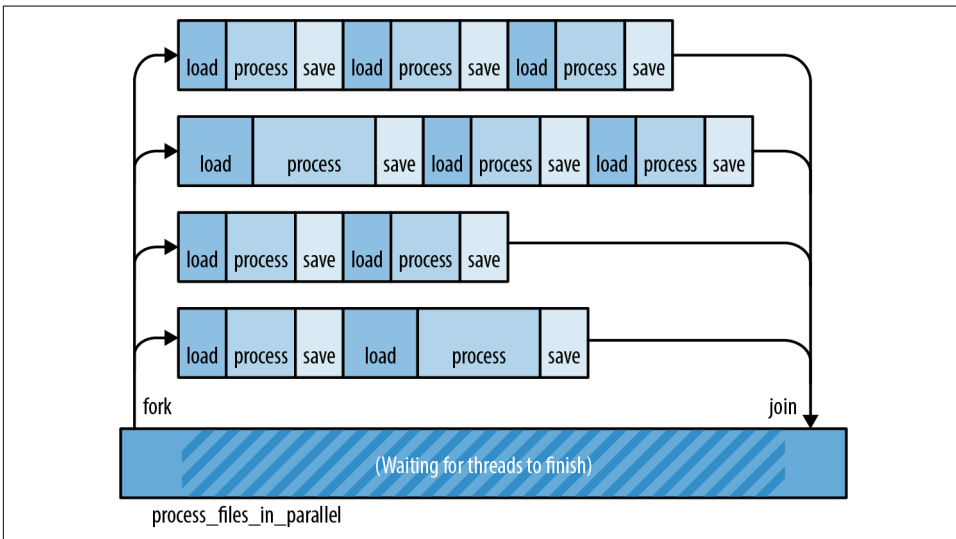 load process save load process save load process save
load process save load process save load process save
load process save load process save
load process save load process save
fork join
(Waiting for threads to finish)
process_files_in_parallel